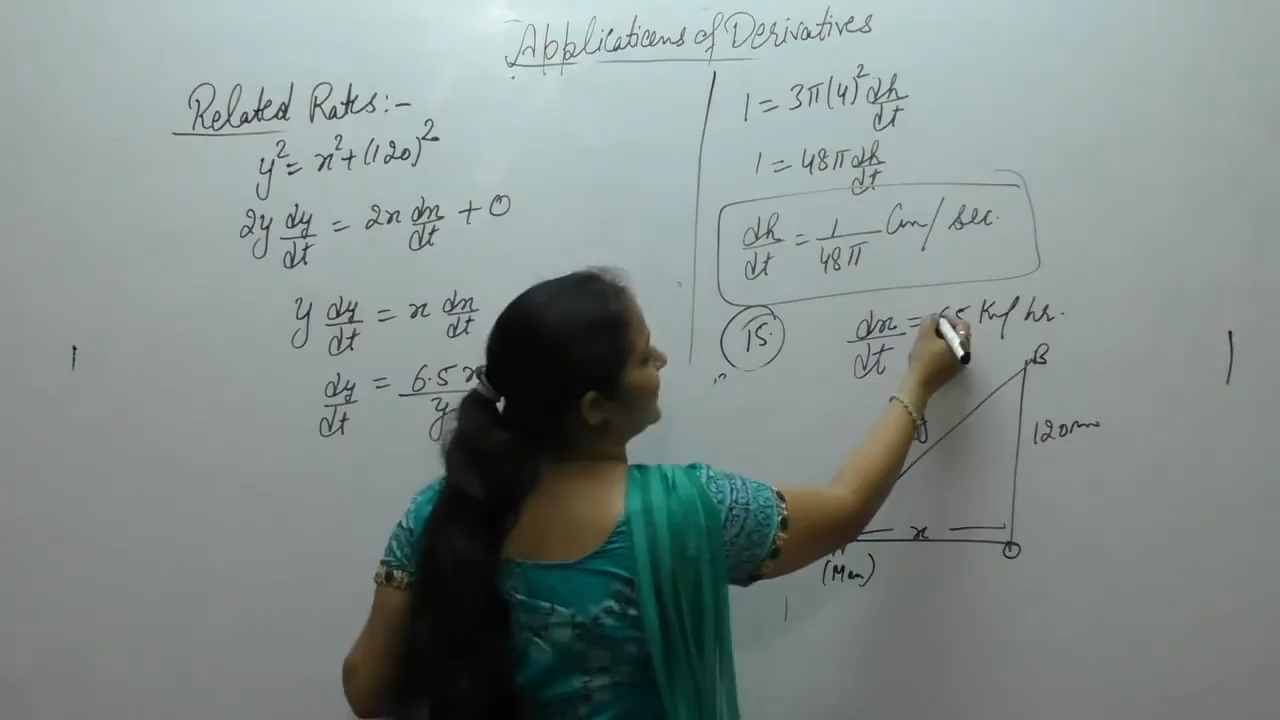 Applications of Derivatives
Related Rates:-
y² = x² + (120)²
2y dy/dt = 2x dx/dt + 0
y dy/dt = x dx/dt
dy/dt = 6.5x/y
1 = 3π(4)² dh/dt
1 = 48π dh/dt
dh/dt = 1/48π Cm/sec.
15.
dx/dt = 6.5 Km/hr.
B
120m
x
(Man)